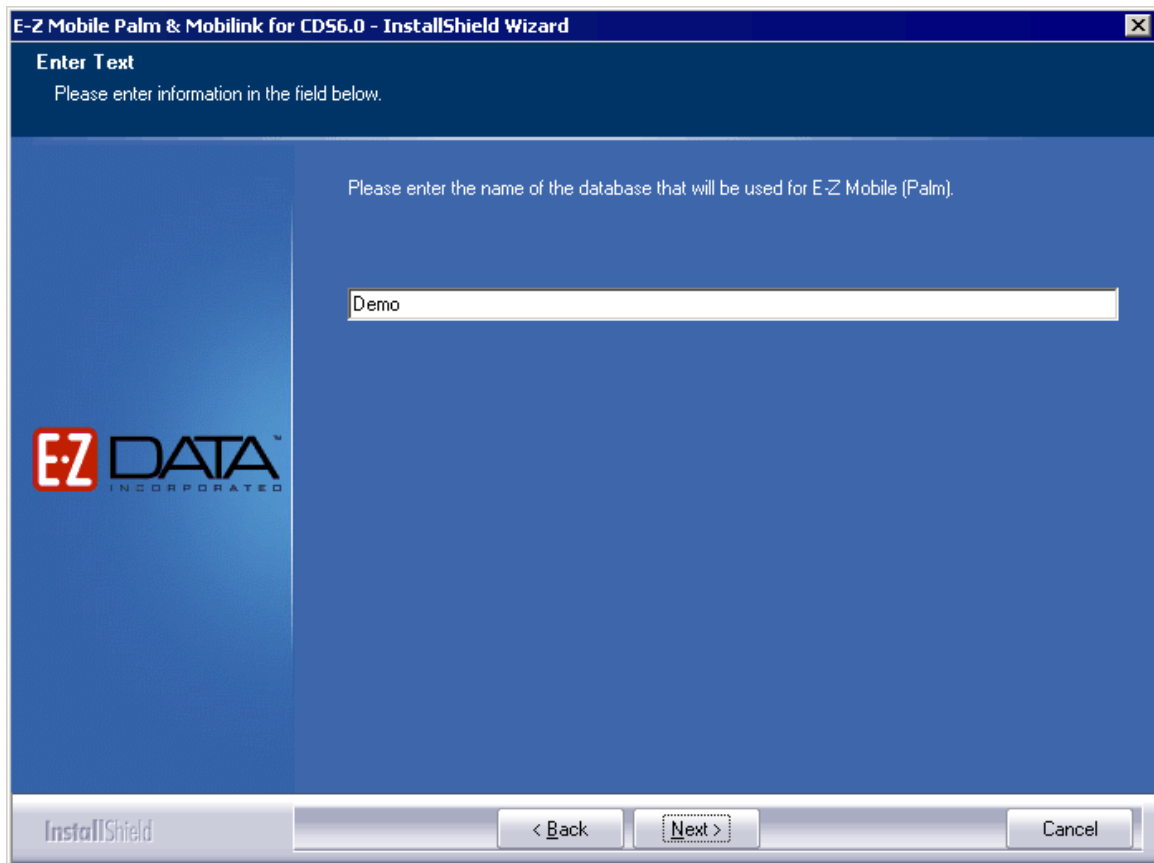 E-Z Mobile Palm & Mobilink for CDS6.0 - InstallShield Wizard
Enter Text
Please enter information in the field below.
Please enter the name of the database that will be used for E-Z Mobile (Palm).
Demo
E-Z DATA™
INCORPORATED
InstallShield
< Back
Next >
Cancel